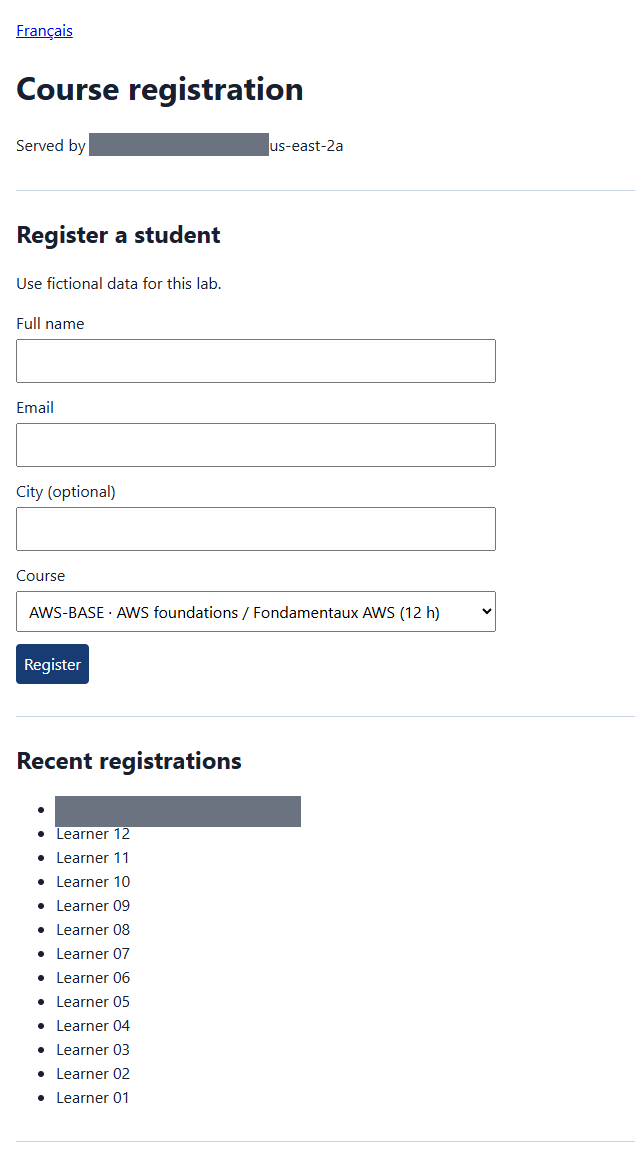 Français
Course registration
Served by us-east-2a
Register a student
Use fictional data for this lab.
Full name
Email
City (optional)
Course
AWS-BASE · AWS foundations / Fondamentaux AWS (12 h)
Register
Recent registrations
Learner 12
Learner 11
Learner 10
Learner 09
Learner 08
Learner 07
Learner 06
Learner 05
Learner 04
Learner 03
Learner 02
Learner 01